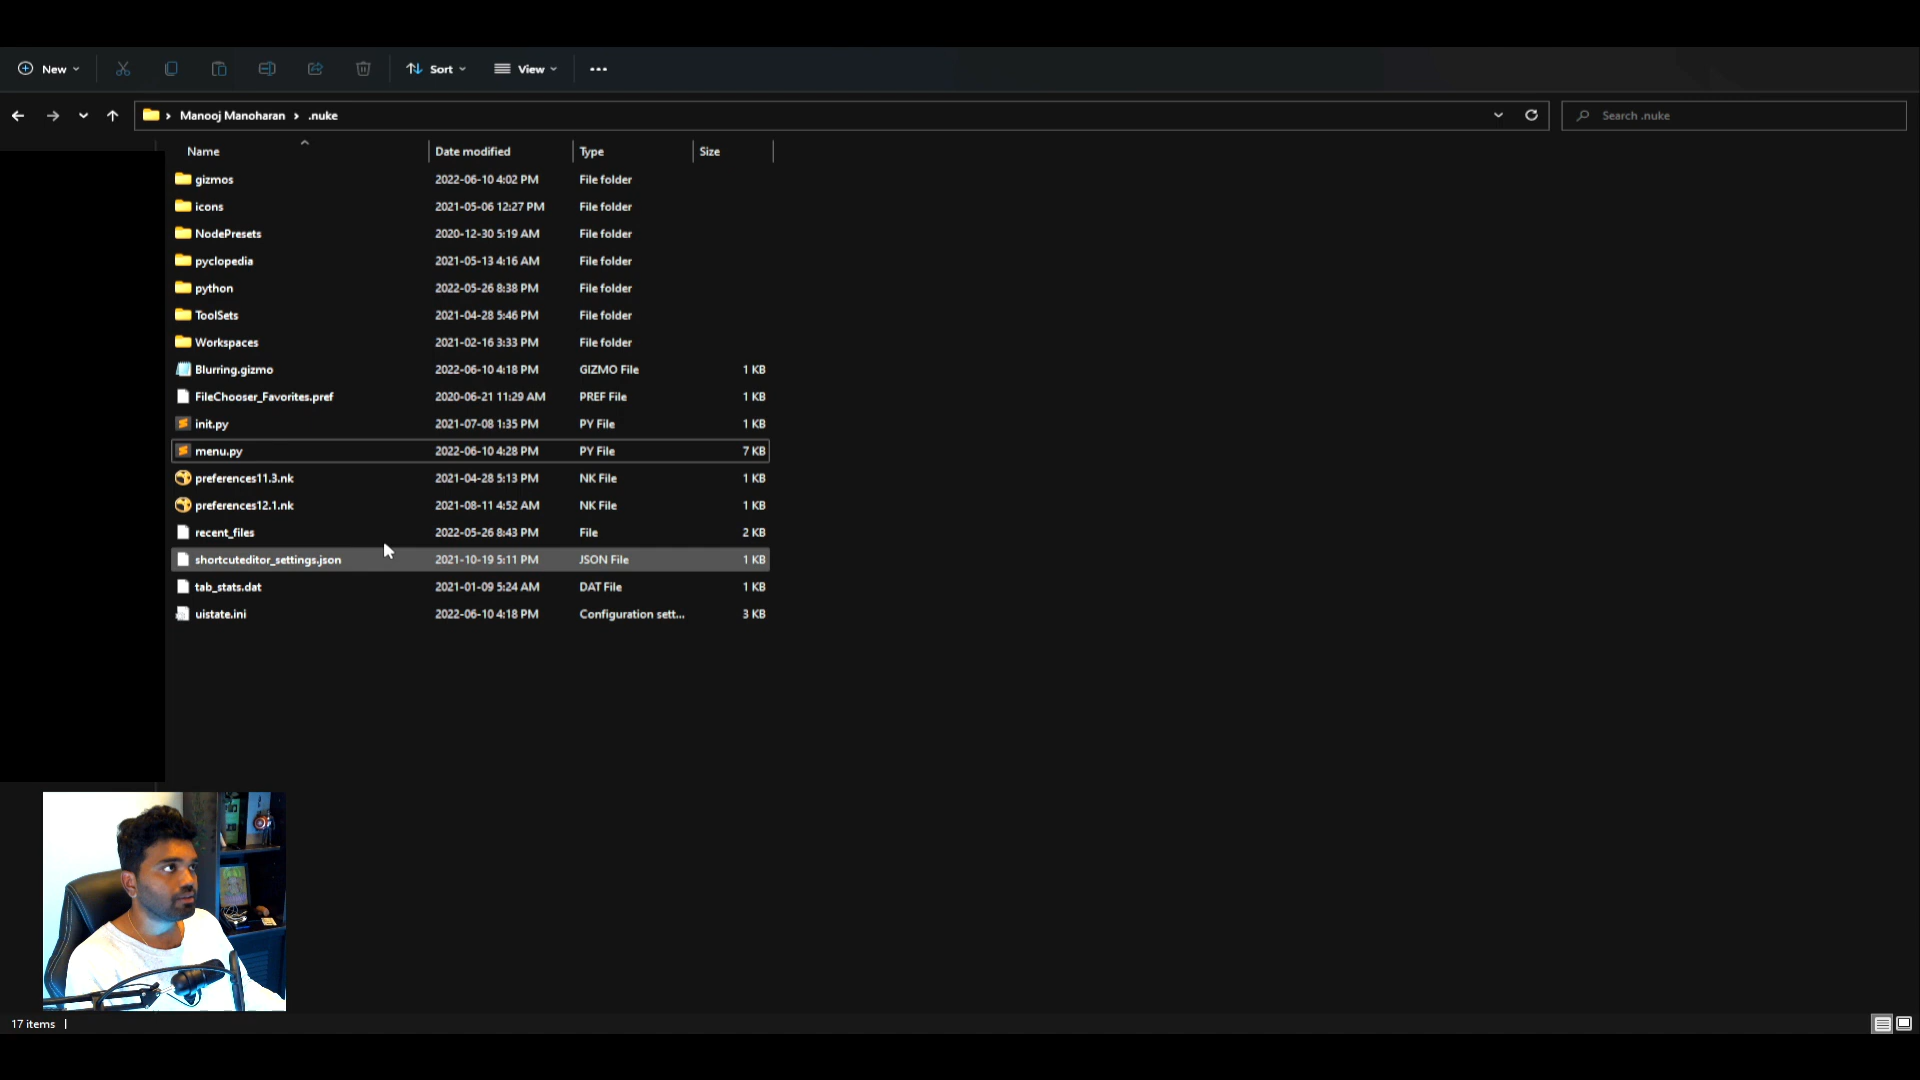 New
Sort
View
Manooj Manoharan > .nuke
Search .nuke
Name Date modified Type Size
gizmos 2022-06-10 4:02 PM File folder
icons 2021-05-06 12:27 PM File folder
NodePresets 2020-12-30 5:19 AM File folder
pyclopedia 2021-05-13 4:16 AM File folder
python 2022-05-26 8:38 PM File folder
ToolSets 2021-04-28 5:46 PM File folder
Workspaces 2021-02-16 3:33 PM File folder
Blurring.gizmo 2022-06-10 4:18 PM GIZMO File 1 KB
FileChooser_Favorites.pref 2020-06-21 11:29 AM PREF File 1 KB
init.py 2021-07-08 1:35 PM PY File 1 KB
menu.py 2022-06-10 4:28 PM PY File 7 KB
preferences11.3.nk 2021-04-28 5:13 PM NK File 1 KB
preferences12.1.nk 2021-08-11 4:52 AM NK File 1 KB
recent_files 2022-05-26 8:43 PM File 2 KB
shortcuteditor_settings.json 2021-10-19 5:11 PM JSON File 1 KB
tab_stats.dat 2021-01-09 5:24 AM DAT File 1 KB
uistate.ini 2022-06-10 4:18 PM Configuration sett... 3 KB
17 items